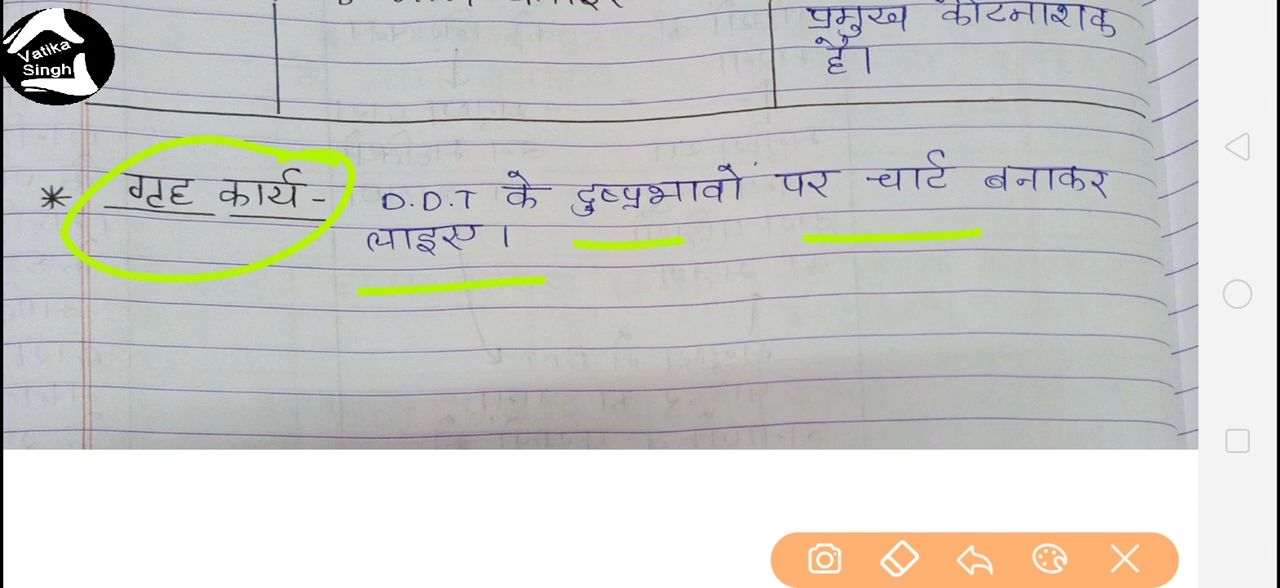 Vatika
Singh
प्रमुख कीटनाशक
है।
* गृह कार्य - D.D.T के दुष्प्रभावों पर चार्ट बनाकर
लाइए।